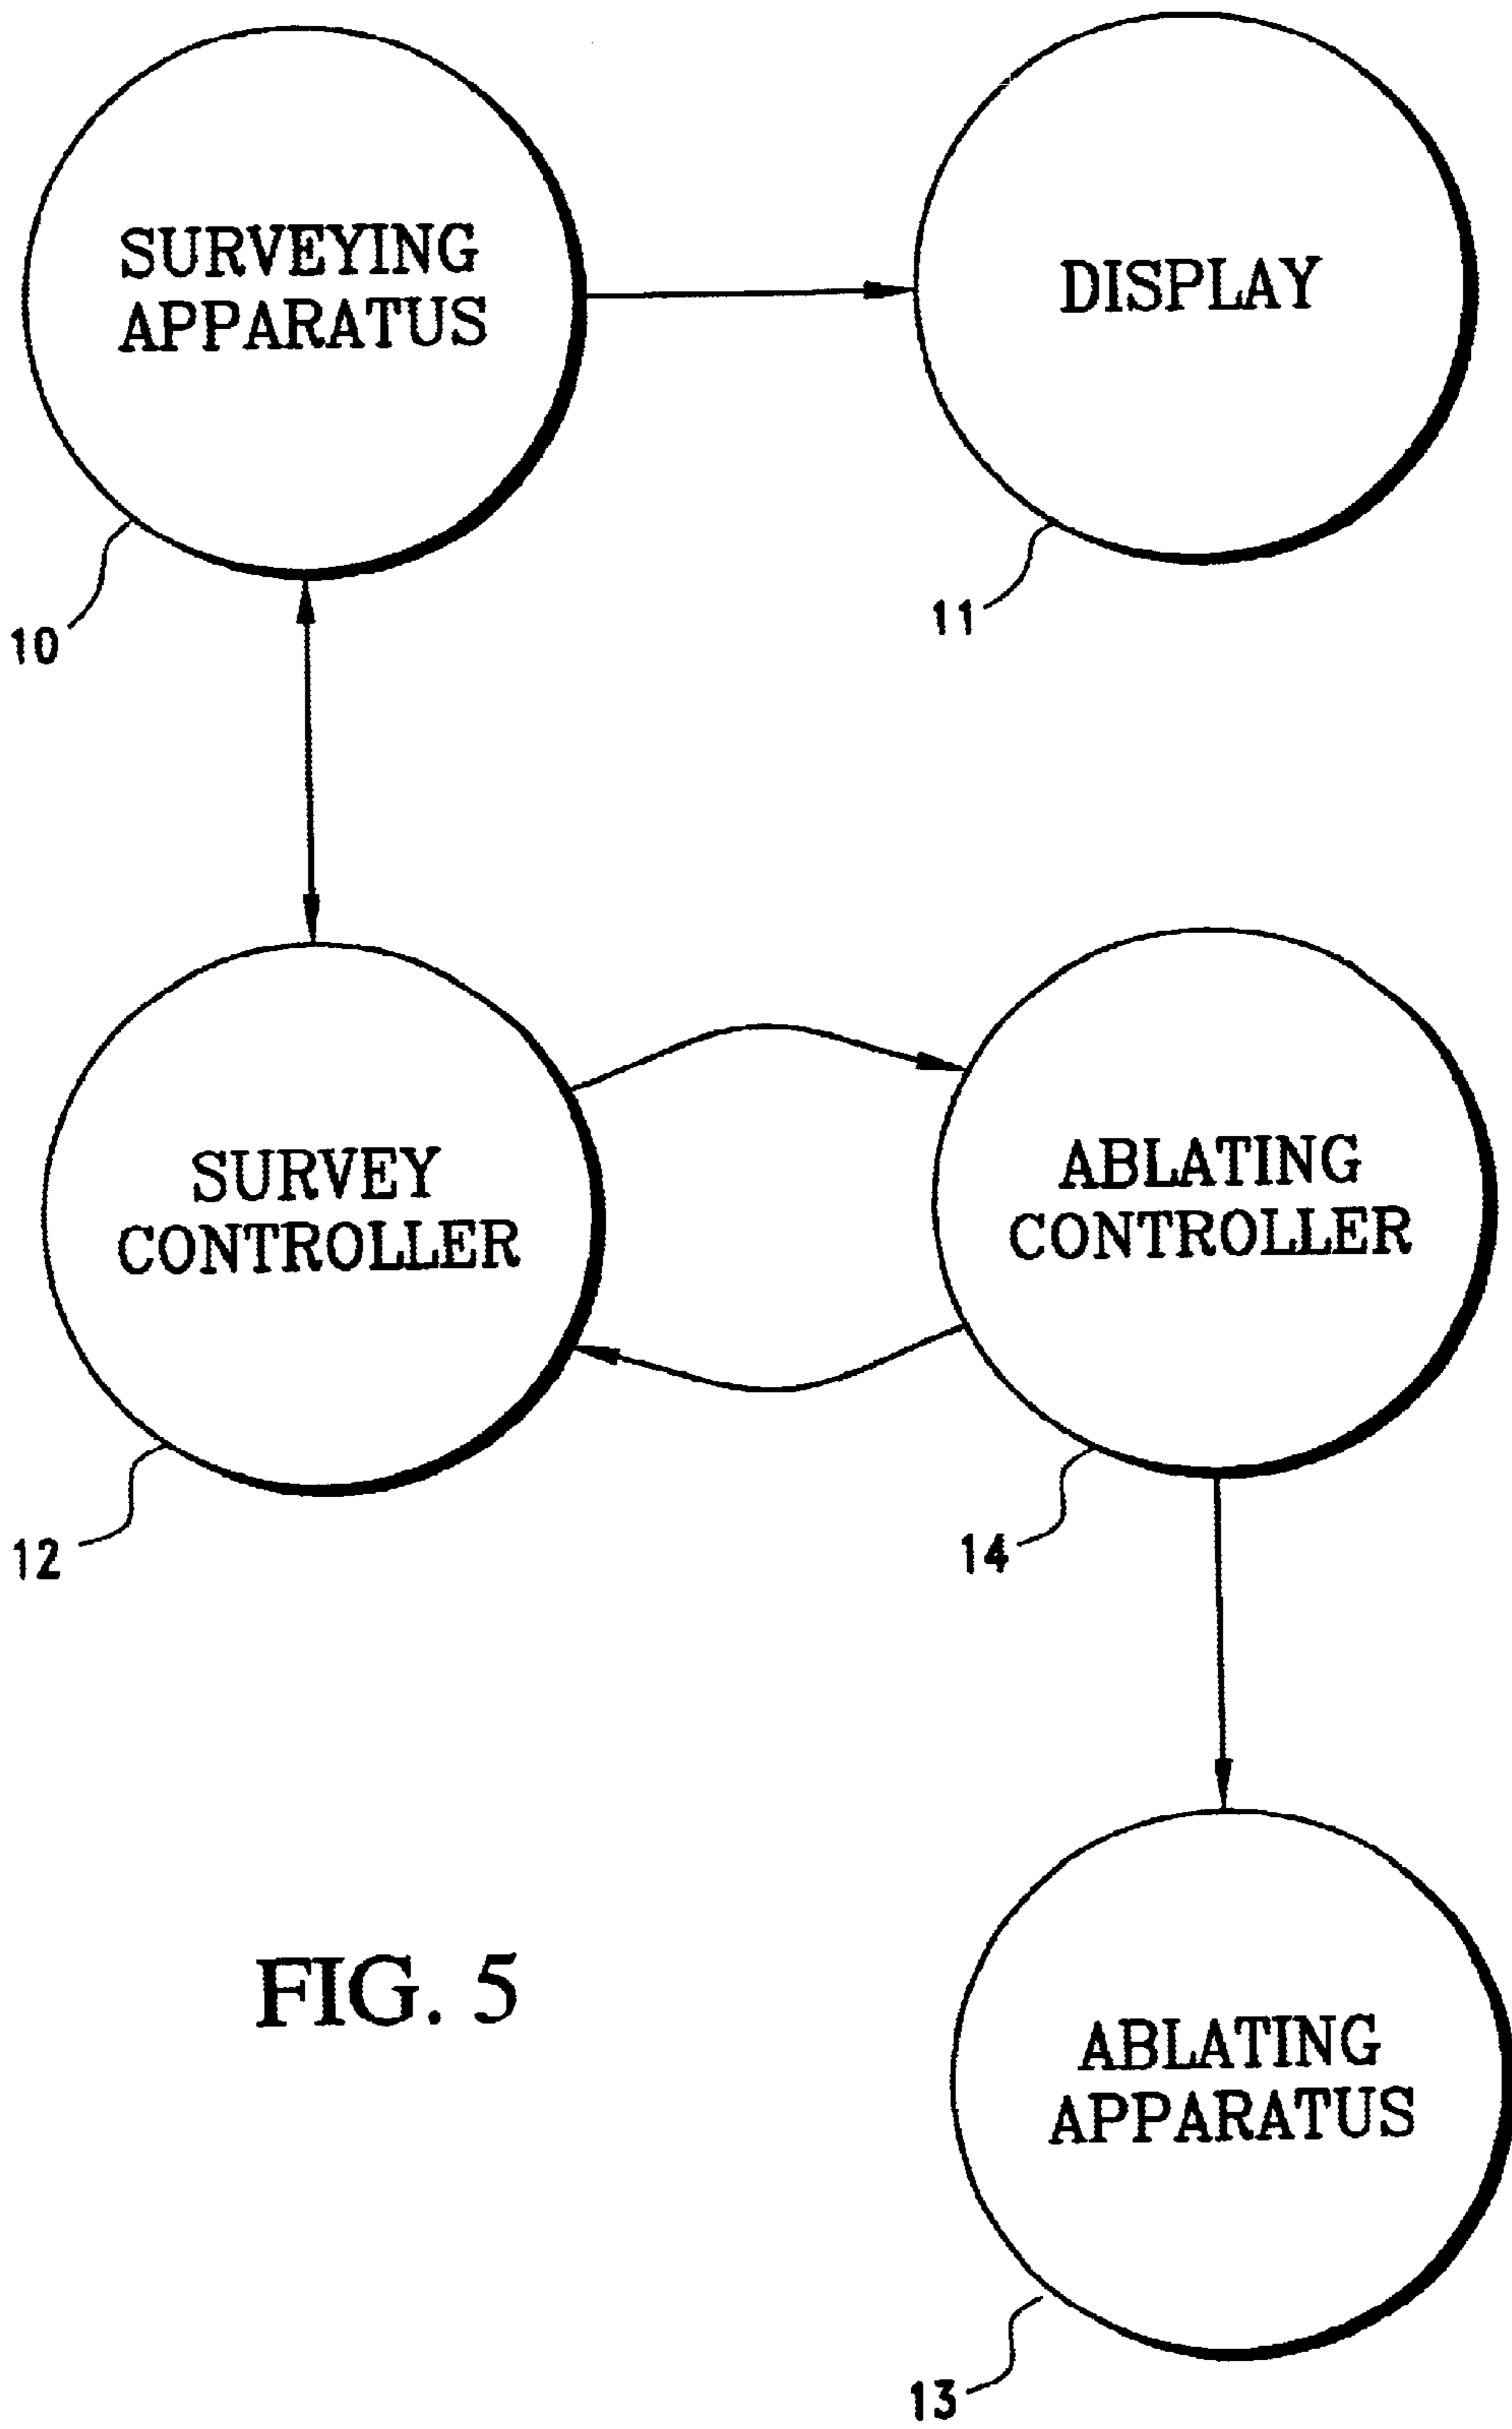 SURVEYING
APPARATUS
DISPLAY
10
11
SURVEY
CONTROLLER
ABLATING
CONTROLLER
12
14
FIG. 5
ABLATING
APPARATUS
13